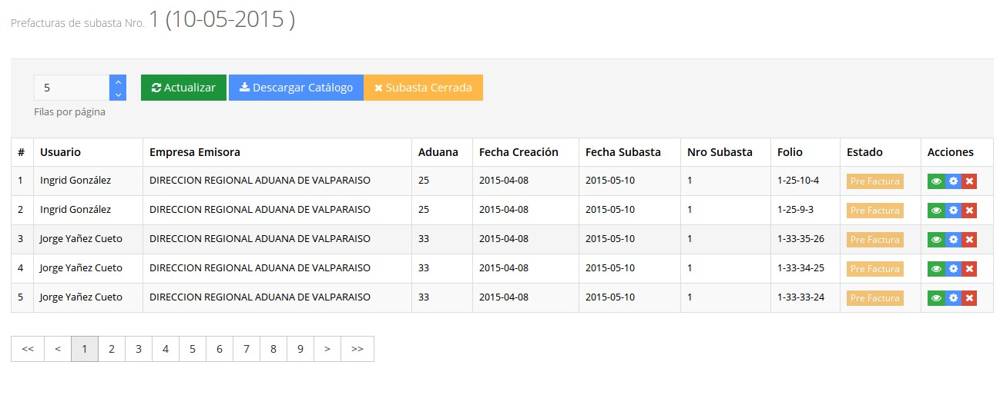 Prefacturas de subasta Nro. 1 (10-05-2015 )
5 Actualizar Descargar Catálogo Subasta Cerrada
Filas por página
# Usuario Empresa Emisora Aduana Fecha Creación Fecha Subasta Nro Subasta Folio Estado Acciones
1 Ingrid González DIRECCION REGIONAL ADUANA DE VALPARAISO 25 2015-04-08 2015-05-10 1 1-25-10-4 Pre Factura
2 Ingrid González DIRECCION REGIONAL ADUANA DE VALPARAISO 25 2015-04-08 2015-05-10 1 1-25-9-3 Pre Factura
3 Jorge Yañez Cueto DIRECCION REGIONAL ADUANA DE VALPARAISO 33 2015-04-08 2015-05-10 1 1-33-35-26 Pre Factura
4 Jorge Yañez Cueto DIRECCION REGIONAL ADUANA DE VALPARAISO 33 2015-04-08 2015-05-10 1 1-33-34-25 Pre Factura
5 Jorge Yañez Cueto DIRECCION REGIONAL ADUANA DE VALPARAISO 33 2015-04-08 2015-05-10 1 1-33-33-24 Pre Factura
<< < 1 2 3 4 5 6 7 8 9 > >>